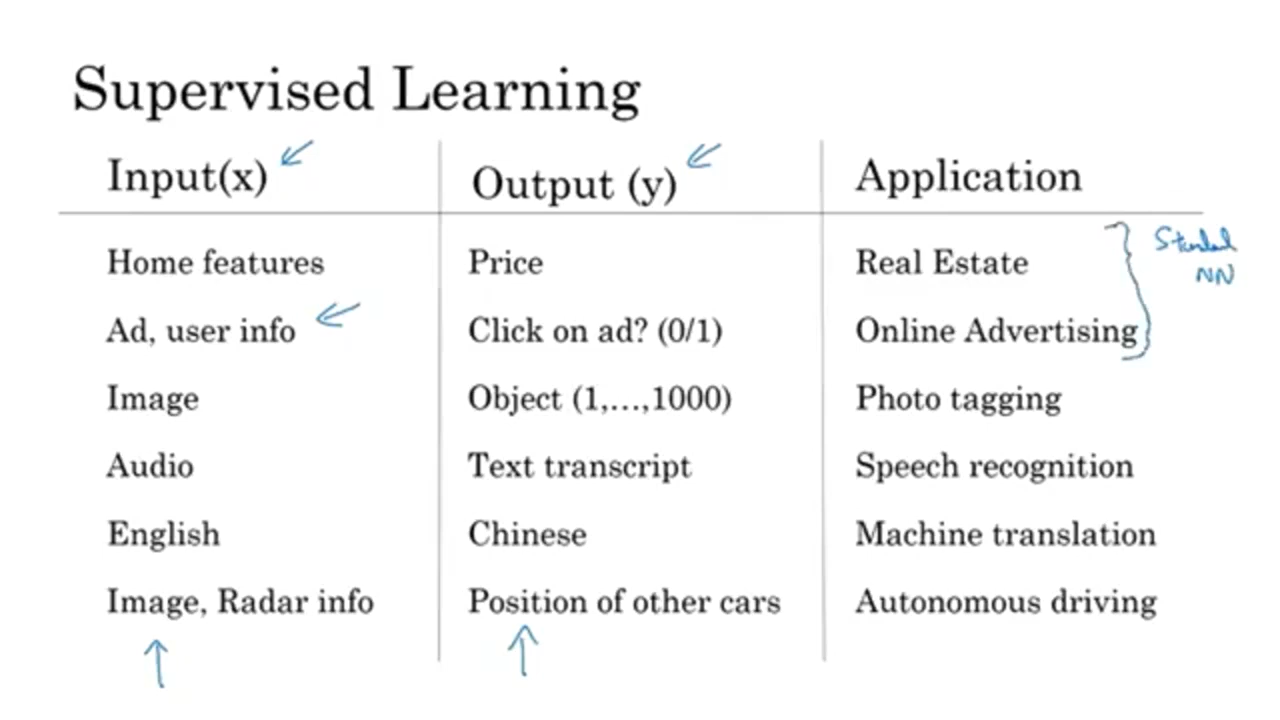 Supervised Learning
Input(x) Output (y) Application
Home features Price Real Estate
Ad, user info Click on ad? (0/1) Online Advertising
Image Object (1,...,1000) Photo tagging
Audio Text transcript Speech recognition
English Chinese Machine translation
Image, Radar info Position of other cars Autonomous driving
NN